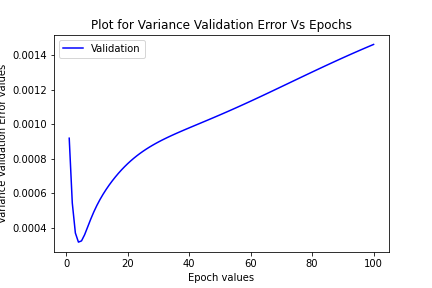 Plot for Variance Validation Error Vs Epochs
Validation
0.0014
0.0012
0.0010
0.0008
0.0006
0.0004
Variance Validation Error values
0 20 40 60 80 100
Epoch values